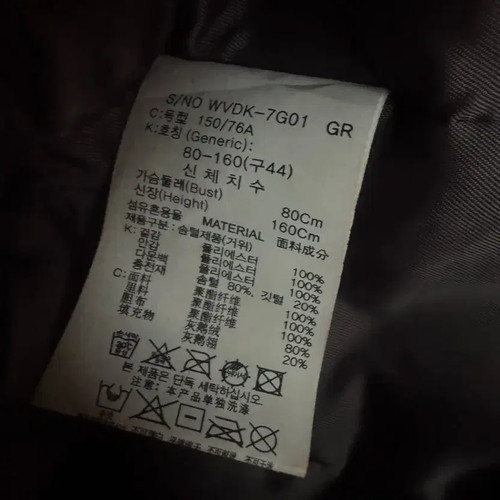 S/NO WVDK-7G01 GR
C:号型 150/76A
K:호칭 (Generic):
80-160(구44)
신체치수
가슴둘레(Bust) 80Cm
신장(Height) 160Cm
섬유혼용율 MATERIAL 面料成分
제품구분: 솜털제품(거위)
K: 겉감 폴리에스터 100%
안감 폴리에스터 100%
다운백 폴리에스터 100%
충전재 솜털 80%, 깃털 20%
C: 面料 聚酯纤维 100%
里料 聚酯纤维 100%
胆布 聚酯纤维 100%
填充物 灰鹅绒 80%
灰鹅翎 20%
본 제품은 단독 세탁하십시오
注意: 本产品单独洗涤